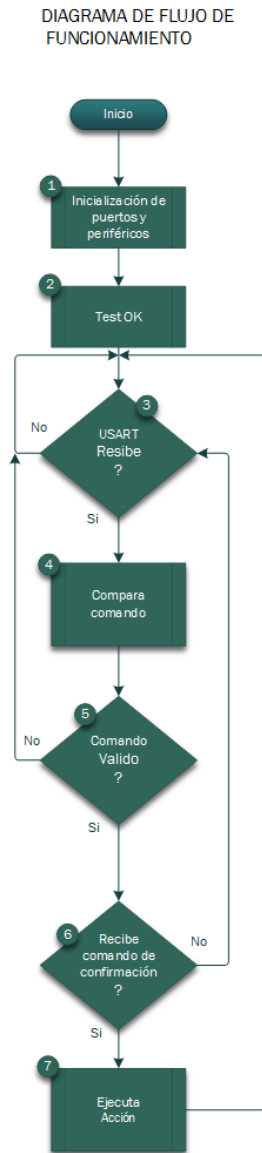 DIAGRAMA DE FLUJO DE
FUNCIONAMIENTO
Inicio
1
Inicialización de
puertos y
periféricos
2
Test OK
3
No
USART
Resibe
?
Si
4
Compara
comando
5
No
Comando
Valido
?
Si
6
Recibe
comando de
confirmación
?
No
Si
7
Ejecuta
Acción